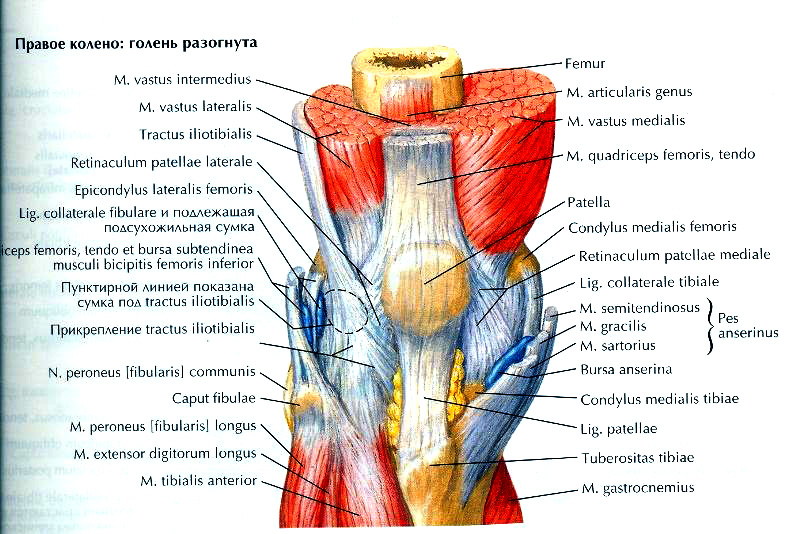 Правое колено: голень разогнута
M. vastus intermedius
M. vastus lateralis
Tractus iliotibialis
Retinaculum patellae laterale
Epicondylus lateralis femoris
Lig. collaterale fibulare и подлежащая
подсухожильная сумка
iceps femoris, tendo et bursa subtendinea
musculi bicipitis femoris inferior
Пунктирной линией показана
сумка под tractus iliotibialis
Прикрепление tractus iliotibialis
N. peroneus [fibularis] communis
Caput fibulae
M. peroneus [fibularis] longus
M. extensor digitorum longus
M. tibialis anterior
Femur
M. articularis genus
M. vastus medialis
M. quadriceps femoris, tendo
Patella
Condylus medialis femoris
Retinaculum patellae mediale
Lig. collaterale tibiale
M. semitendinosus
M. gracilis
M. sartorius
Pes
anserinus
Bursa anserina
Condylus medialis tibiae
Lig. patellae
Tuberositas tibiae
M. gastrocnemius